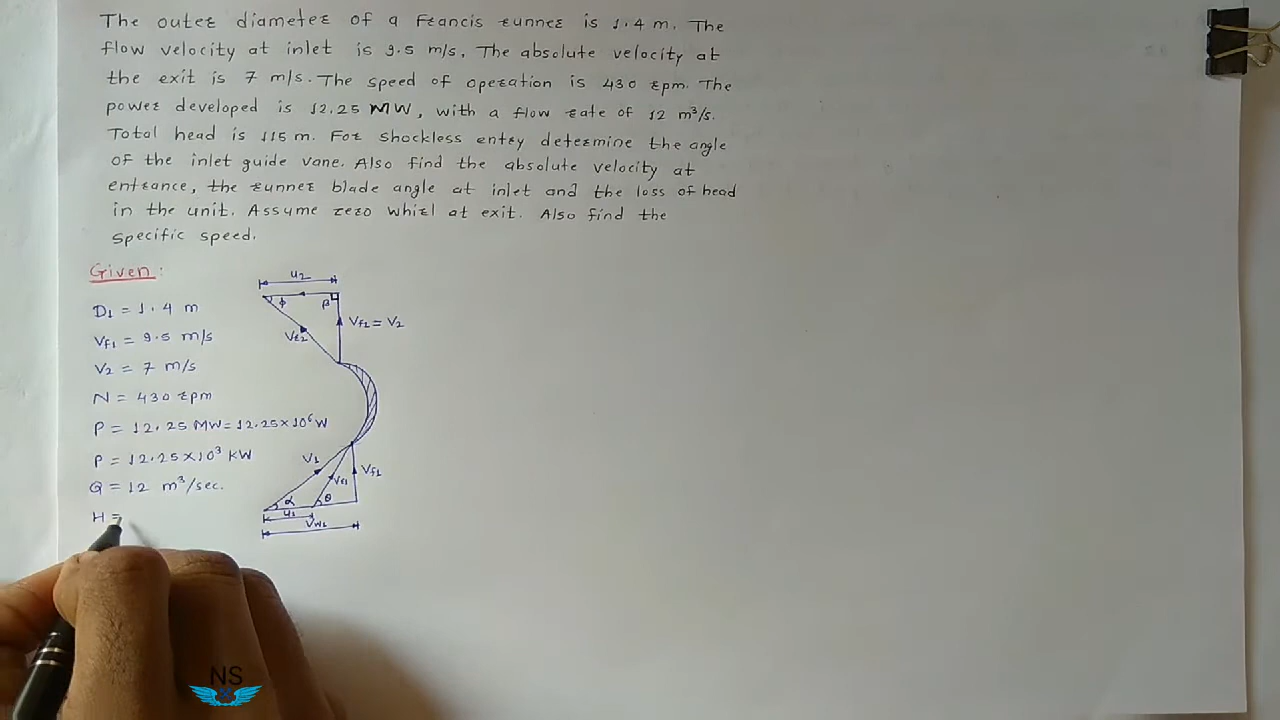 The outer diameter of a Francis runner is 1.4 m. The
flow velocity at inlet is 9.5 m/s. The absolute velocity at
the exit is 7 m/s. The speed of operation is 430 rpm. The
power developed is 12.25 MW, with a flow rate of 12 m³/s.
Total head is 115 m. For shockless entry determine the angle
of the inlet guide vane. Also find the absolute velocity at
entrance, the runner blade angle at inlet and the loss of head
in the unit. Assume zero whirl at exit. Also find the
specific speed.
Given:
D1 = 1.4 m
Vf1 = 9.5 m/s
V2 = 7 m/s
N = 430 rpm
P = 12.25 MW = 12.25×10⁶ W
P = 12.25×10³ KW
Q = 12 m³/sec.
H =
u2
φ
β
Vr2
Vf2 = V2
V1
Vr1
Vf1
α
θ
u1
Vw1
NS